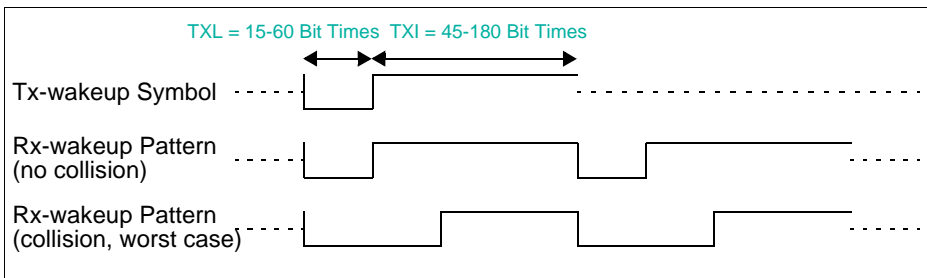 TXL = 15-60 Bit Times TXI = 45-180 Bit Times
Tx-wakeup Symbol
Rx-wakeup Pattern
(no collision)
Rx-wakeup Pattern
(collision, worst case)